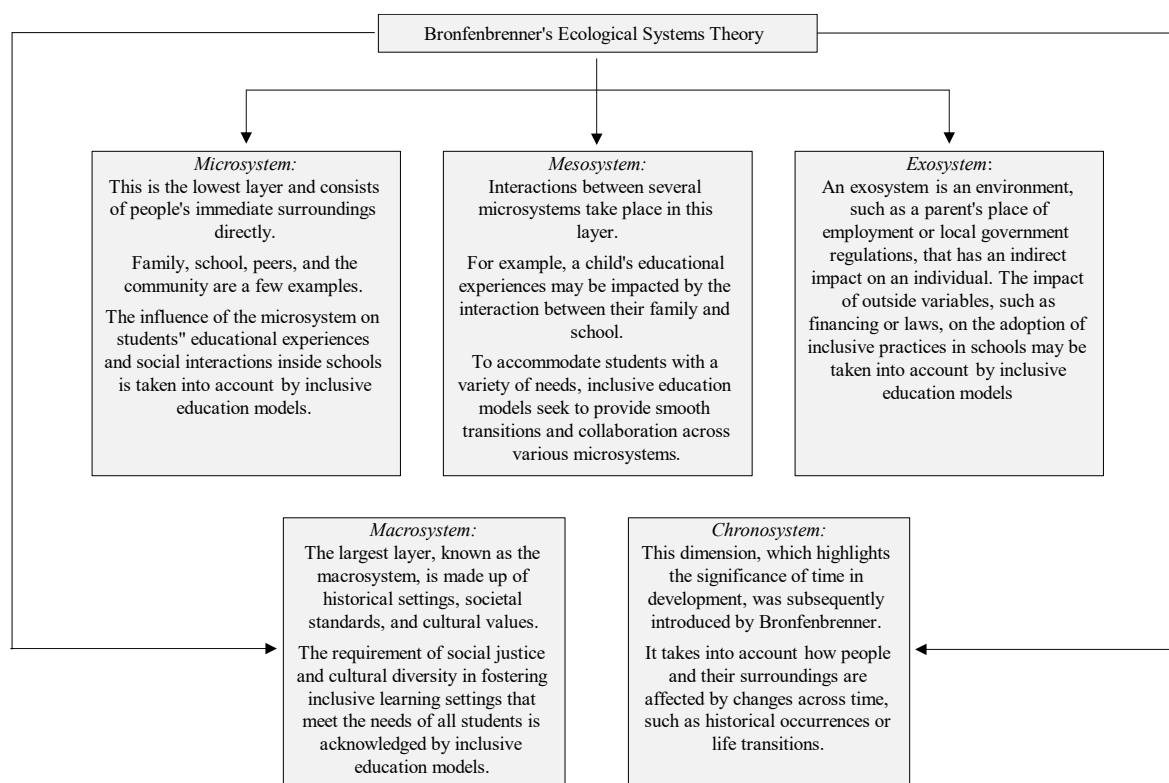 Bronfenbrenner's Ecological Systems Theory
Microsystem:
This is the lowest layer and consists
of people's immediate surroundings
directly.
Family, school, peers, and the
community are a few examples.
The influence of the microsystem on
students" educational experiences
and social interactions inside schools
is taken into account by inclusive
education models.
Mesosystem:
Interactions between several
microsystems take place in this
layer.
For example, a child's educational
experiences may be impacted by the
interaction between their family and
school.
To accommodate students with a
variety of needs, inclusive education
models seek to provide smooth
transitions and collaboration across
various microsystems.
Exosystem:
An exosystem is an environment,
such as a parent's place of
employment or local government
regulations, that has an indirect
impact on an individual. The impact
of outside variables, such as
financing or laws, on the adoption of
inclusive practices in schools may be
taken into account by inclusive
education models
Macrosystem:
The largest layer, known as the
macrosystem, is made up of
historical settings, societal
standards, and cultural values.
The requirement of social justice
and cultural diversity in fostering
inclusive learning settings that
meet the needs of all students is
acknowledged by inclusive
education models.
Chronosystem:
This dimension, which highlights
the significance of time in
development, was subsequently
introduced by Bronfenbrenner.
It takes into account how people
and their surroundings are
affected by changes across time,
such as historical occurrences or
life transitions.